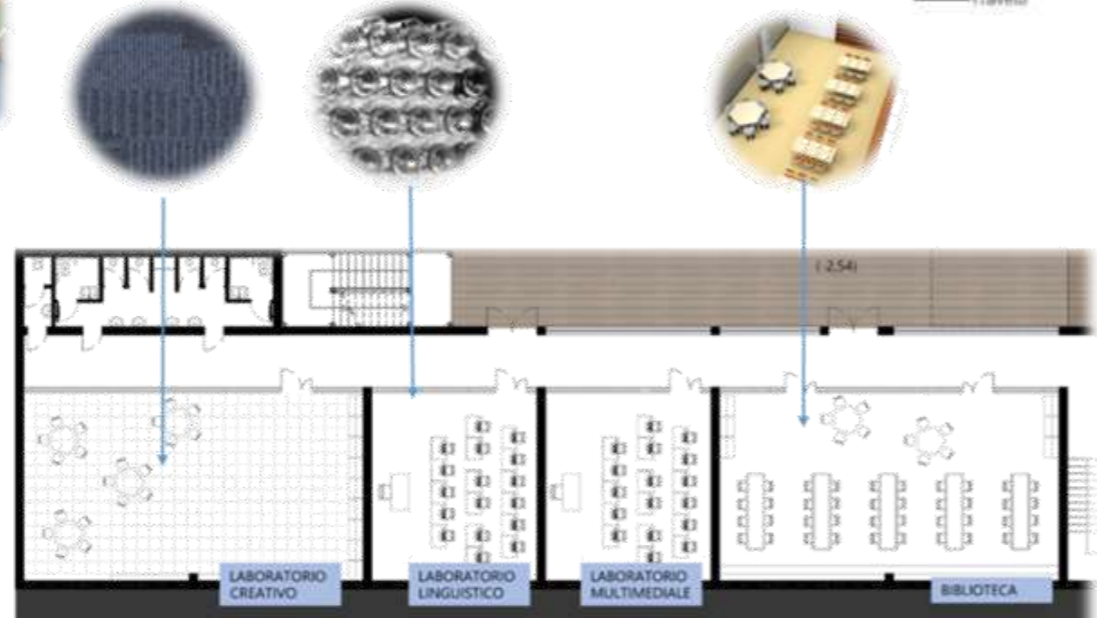 (-2.54)
LABORATORIO
CREATIVO
LABORATORIO
LINGUISTICO
LABORATORIO
MULTIMEDIALE
BIBLIOTECA